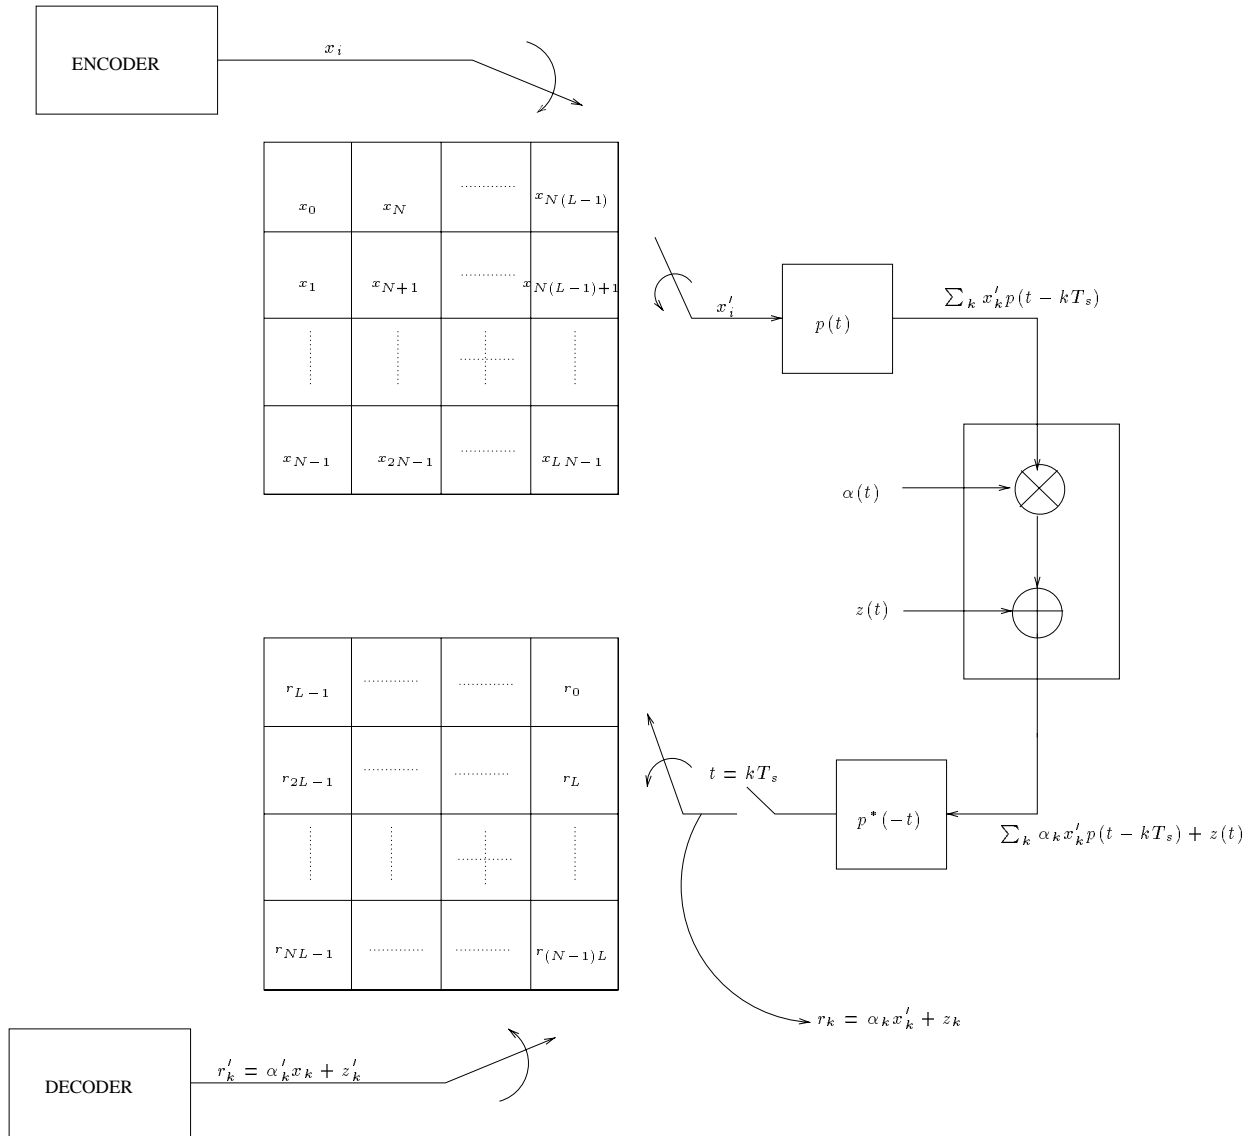 ENCODER
x_i
x_0 x_N x_{N(L-1)}
x_1 x_{N+1} x_{N(L-1)+1}
x_{N-1} x_{2N-1} x_{LN-1}
x'_i
p(t)
∑_k x'_k p(t − kT_s)
α(t)
z(t)
r_{L-1} r_0
r_{2L-1} r_L
r_{NL-1} r_{(N-1)L}
t = kT_s
p*(−t)
∑_k α_k x'_k p(t − kT_s) + z(t)
r_k = α_k x'_k + z_k
DECODER
r'_k = α'_k x_k + z'_k